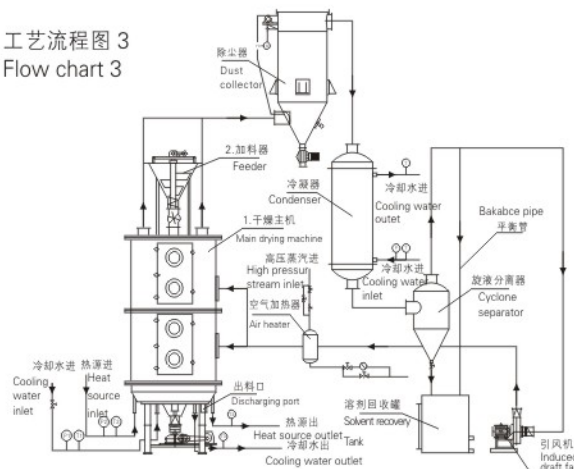 工艺流程图 3
Flow chart 3
除尘器
Dust
collector
2.加料器
Feeder
冷凝器
Condenser
冷却水进
Cooling water
outet
1.干燥主机
Main drying machine
高压蒸汽进
High pressur
stream inlet
冷却水进
Cooling water
inlet
Bakabce pipe
平衡管
旋液分离器
Cyclone
separator
空气加热器
Air heater
冷却水进
Cooling
water
inlet
热源进
Heat
source
inlet
出料口
Discharging port
热源出
Heat source outlet
冷却水出
Cooling water outlet
溶剂回收罐
Solvent recovery
Tank
引风机
Induced
draft fan